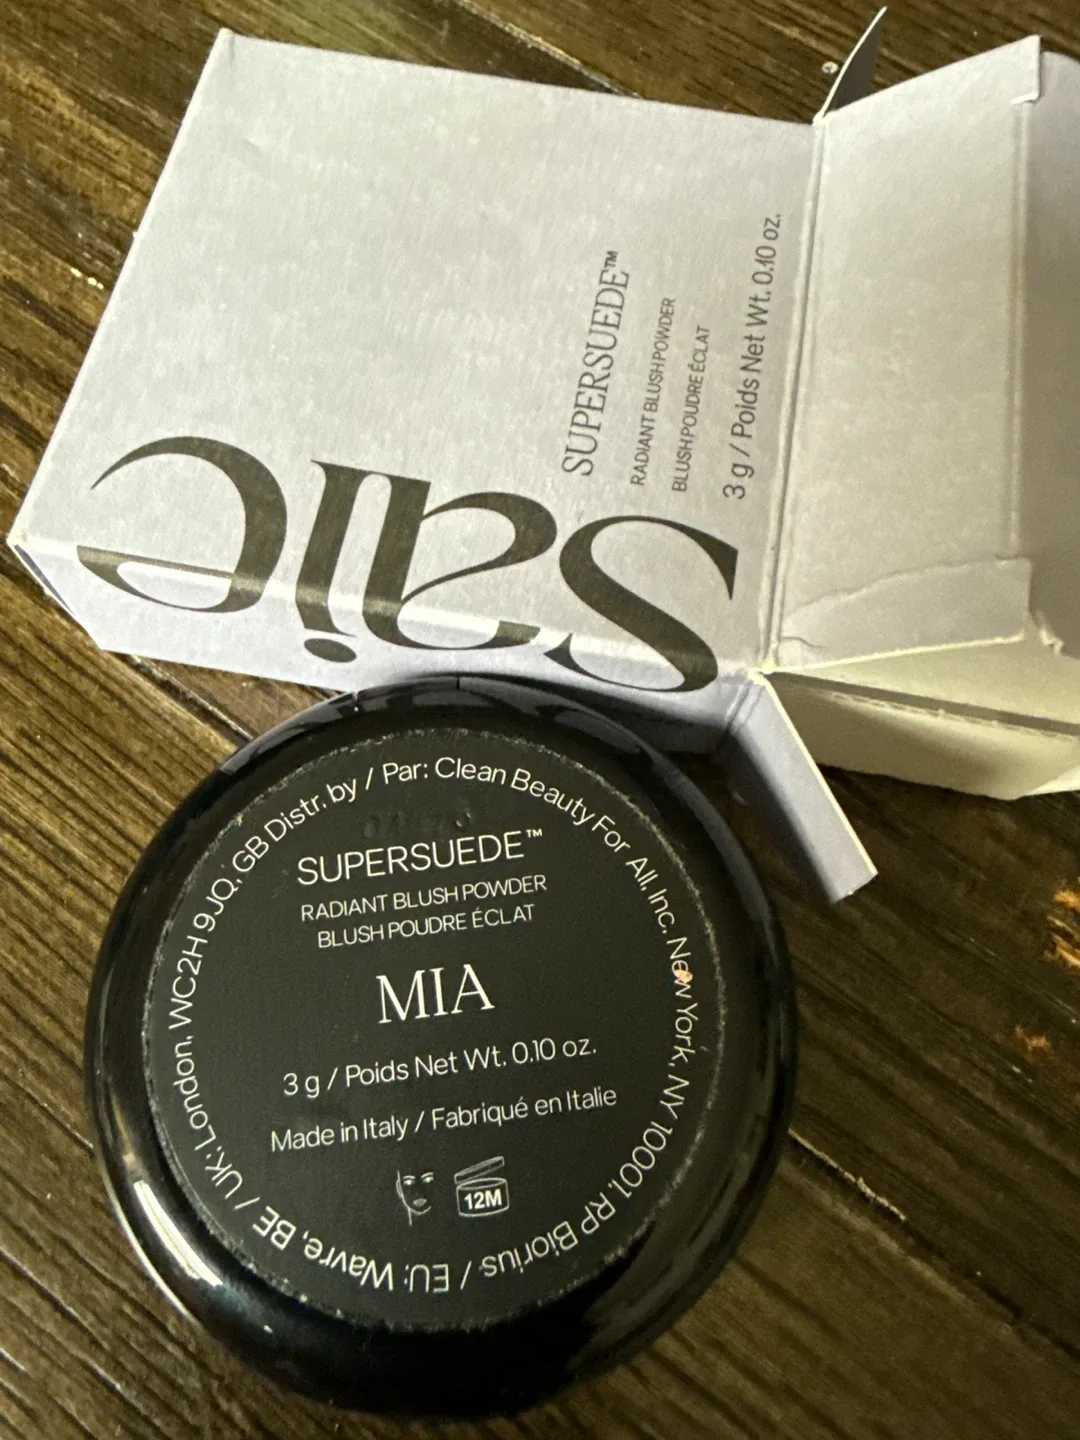 Saie
SUPERSUEDE™
RADIANT BLUSH POWDER
BLUSH POUDRE ÉCLAT
3 g / Poids Net Wt. 0.10 oz.
Distr. by / Par: Clean Beauty For All, Inc. New York, NY 10001, RP Biorius / EU: Wavre, BE / UK: London, WC2H 9JQ, GB
SUPERSUEDE™
RADIANT BLUSH POWDER
BLUSH POUDRE ÉCLAT
MIA
3 g / Poids Net Wt. 0.10 oz.
Made in Italy / Fabriqué en Italie
12M